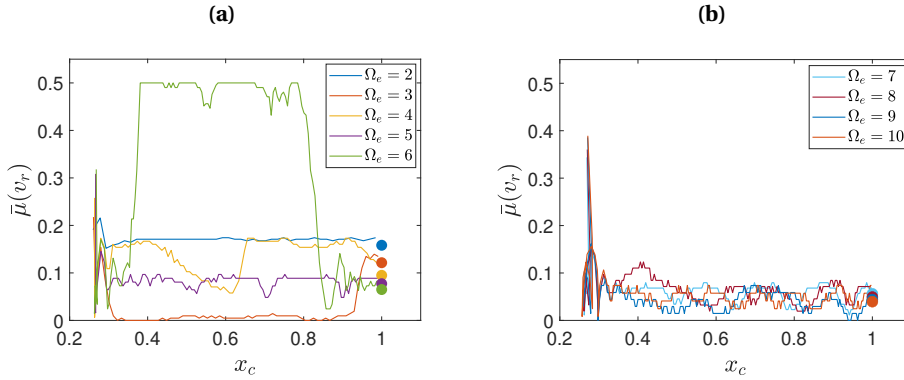 (a)
0.5
0.4
0.3
0.2
0.1
0
μ̄(v_r)
Ω_e = 2
Ω_e = 3
Ω_e = 4
Ω_e = 5
Ω_e = 6
0.2 0.4 0.6 0.8 1
x_c
(b)
0.5
0.4
0.3
0.2
0.1
0
μ̄(v_r)
Ω_e = 7
Ω_e = 8
Ω_e = 9
Ω_e = 10
0.2 0.4 0.6 0.8 1
x_c